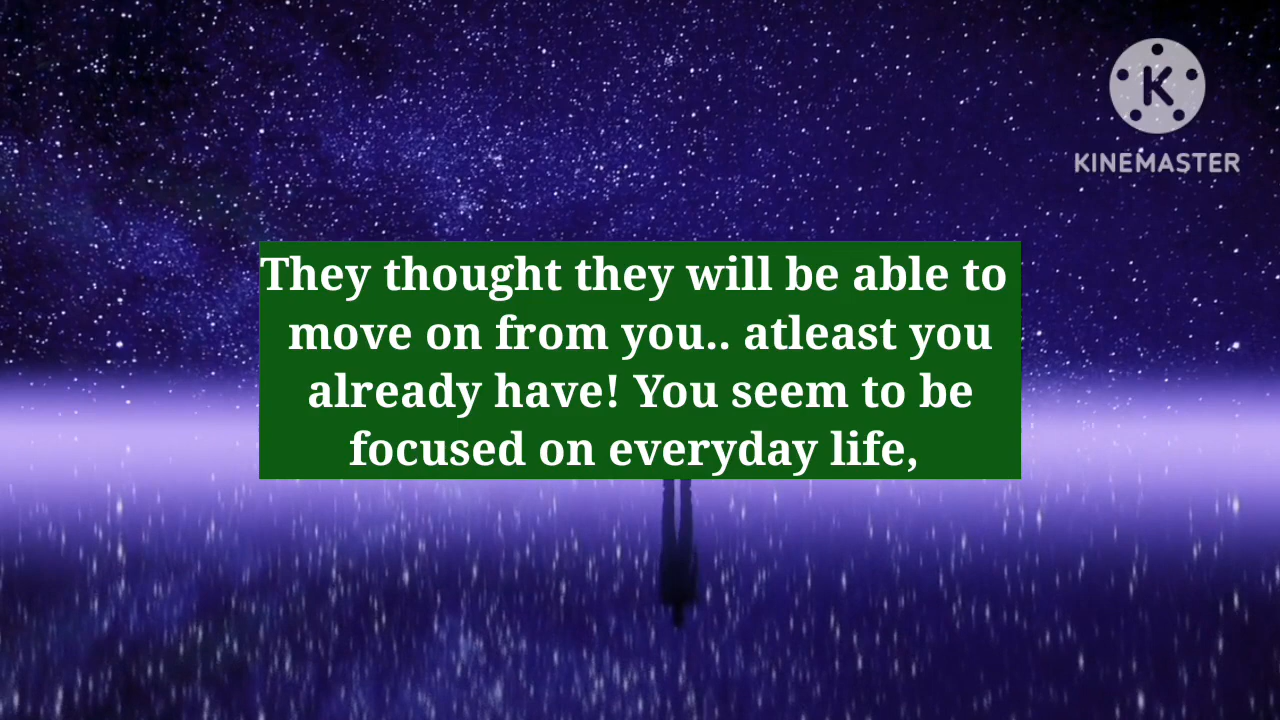 K
KINEMASTER
They thought they will be able to
move on from you.. atleast you
already have! You seem to be
focused on everyday life,